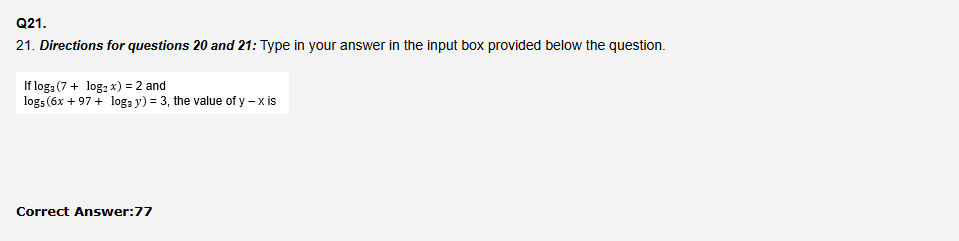 Q21.
21. Directions for questions 20 and 21: Type in your answer in the input box provided below the question.
If log₃(7 + log₂ x) = 2 and
log₅(6x + 97 + log₃ y) = 3, the value of y – x is
Correct Answer:77